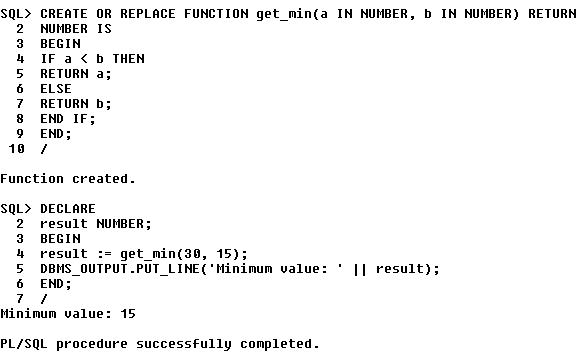 SQL> CREATE OR REPLACE FUNCTION get_min(a IN NUMBER, b IN NUMBER) RETURN
2 NUMBER IS
3 BEGIN
4 IF a < b THEN
5 RETURN a;
6 ELSE
7 RETURN b;
8 END IF;
9 END;
10 /
Function created.
SQL> DECLARE
2 result NUMBER;
3 BEGIN
4 result := get_min(30, 15);
5 DBMS_OUTPUT.PUT_LINE('Minimum value: ' || result);
6 END;
7 /
Minimum value: 15
PL/SQL procedure successfully completed.